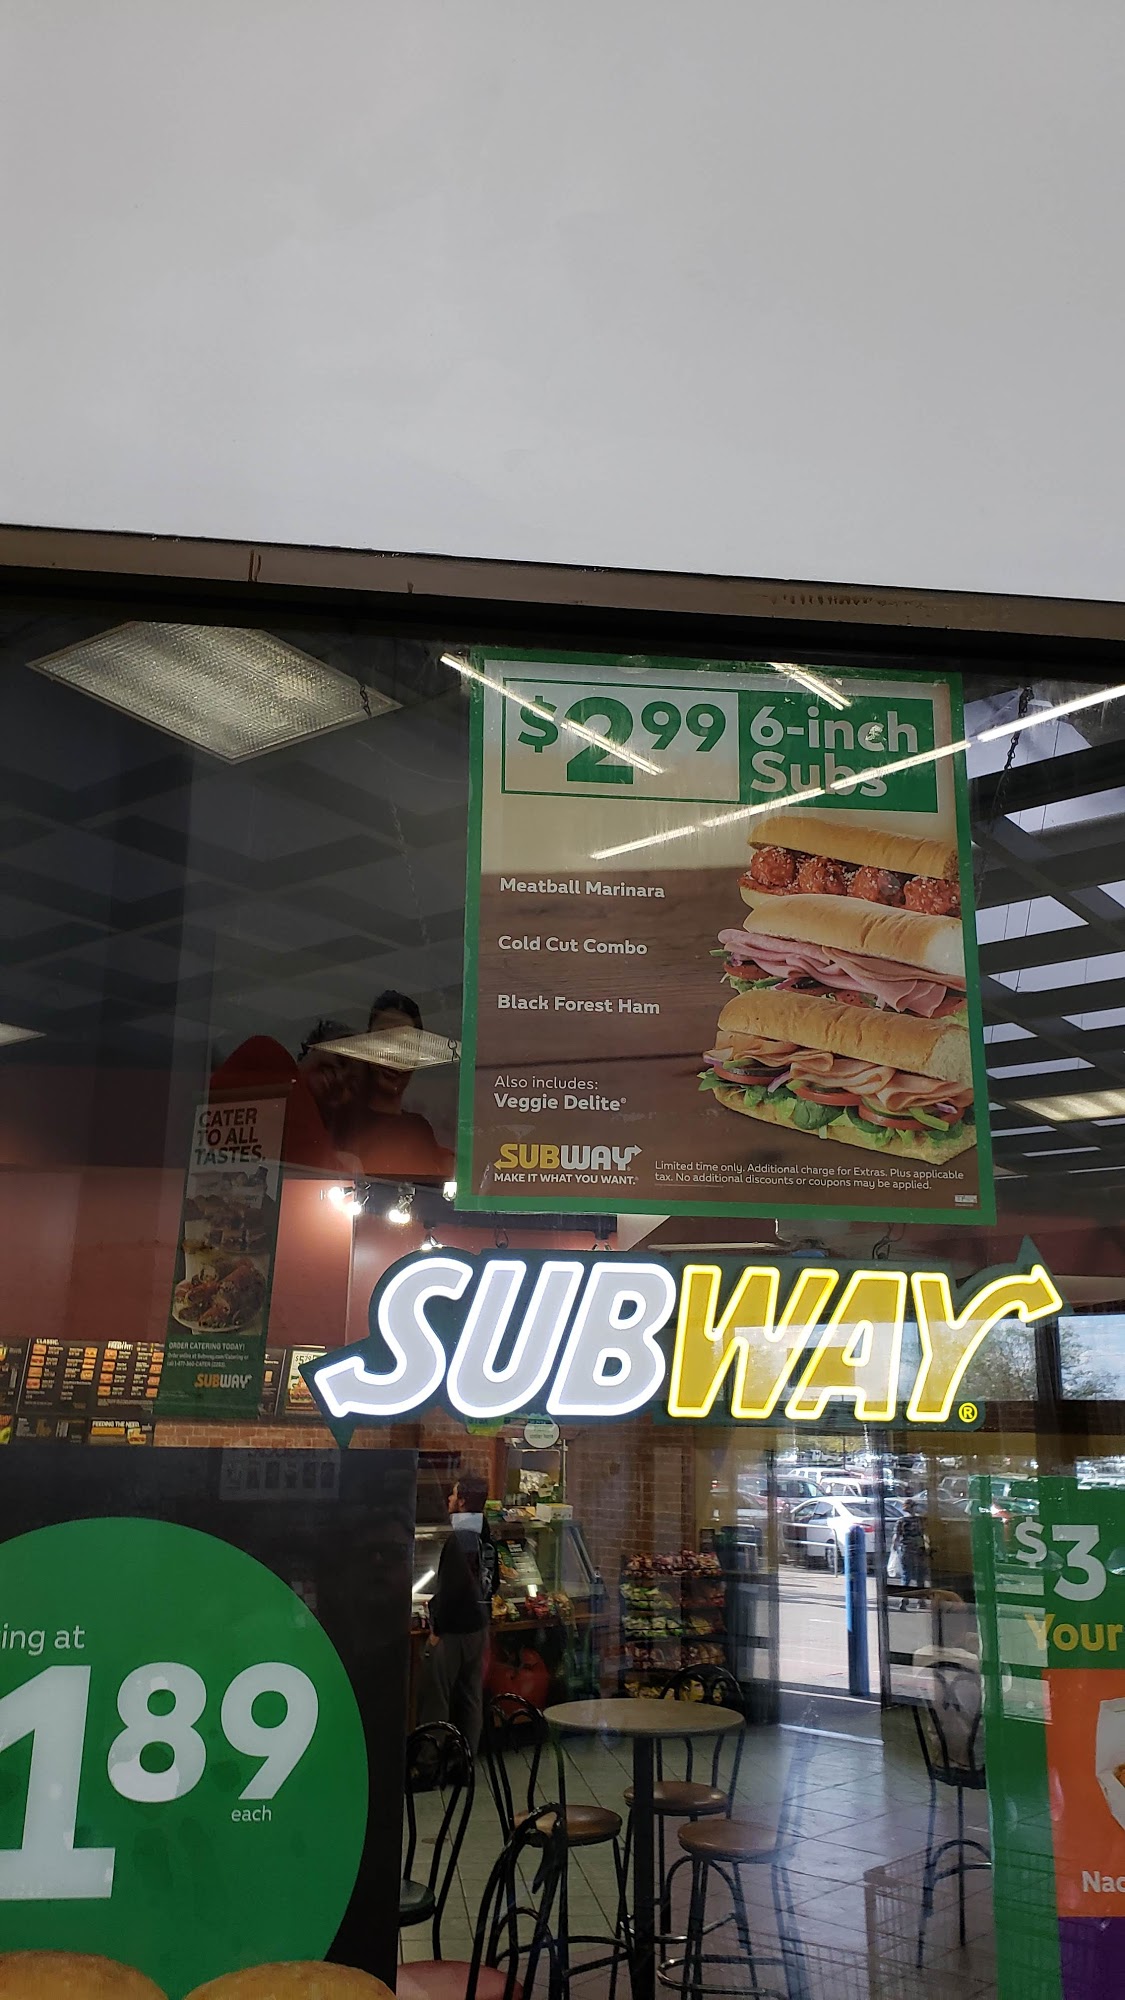 $2.99
6-inch
Subs
Meatball Marinara
Cold Cut Combo
Black Forest Ham
Also includes:
Veggie Delite®
SUBWAY®
MAKE IT WHAT YOU WANT.®
Limited time only. Additional charge for Extras. Plus applicable
tax. No additional discounts or coupons may be applied.
CATER
TO ALL
TASTES.
ORDER CATERING TODAY!
SUBWAY
SUBWAY®
CLASSIC.
ing at
1 89
each
$3
Your
Nac